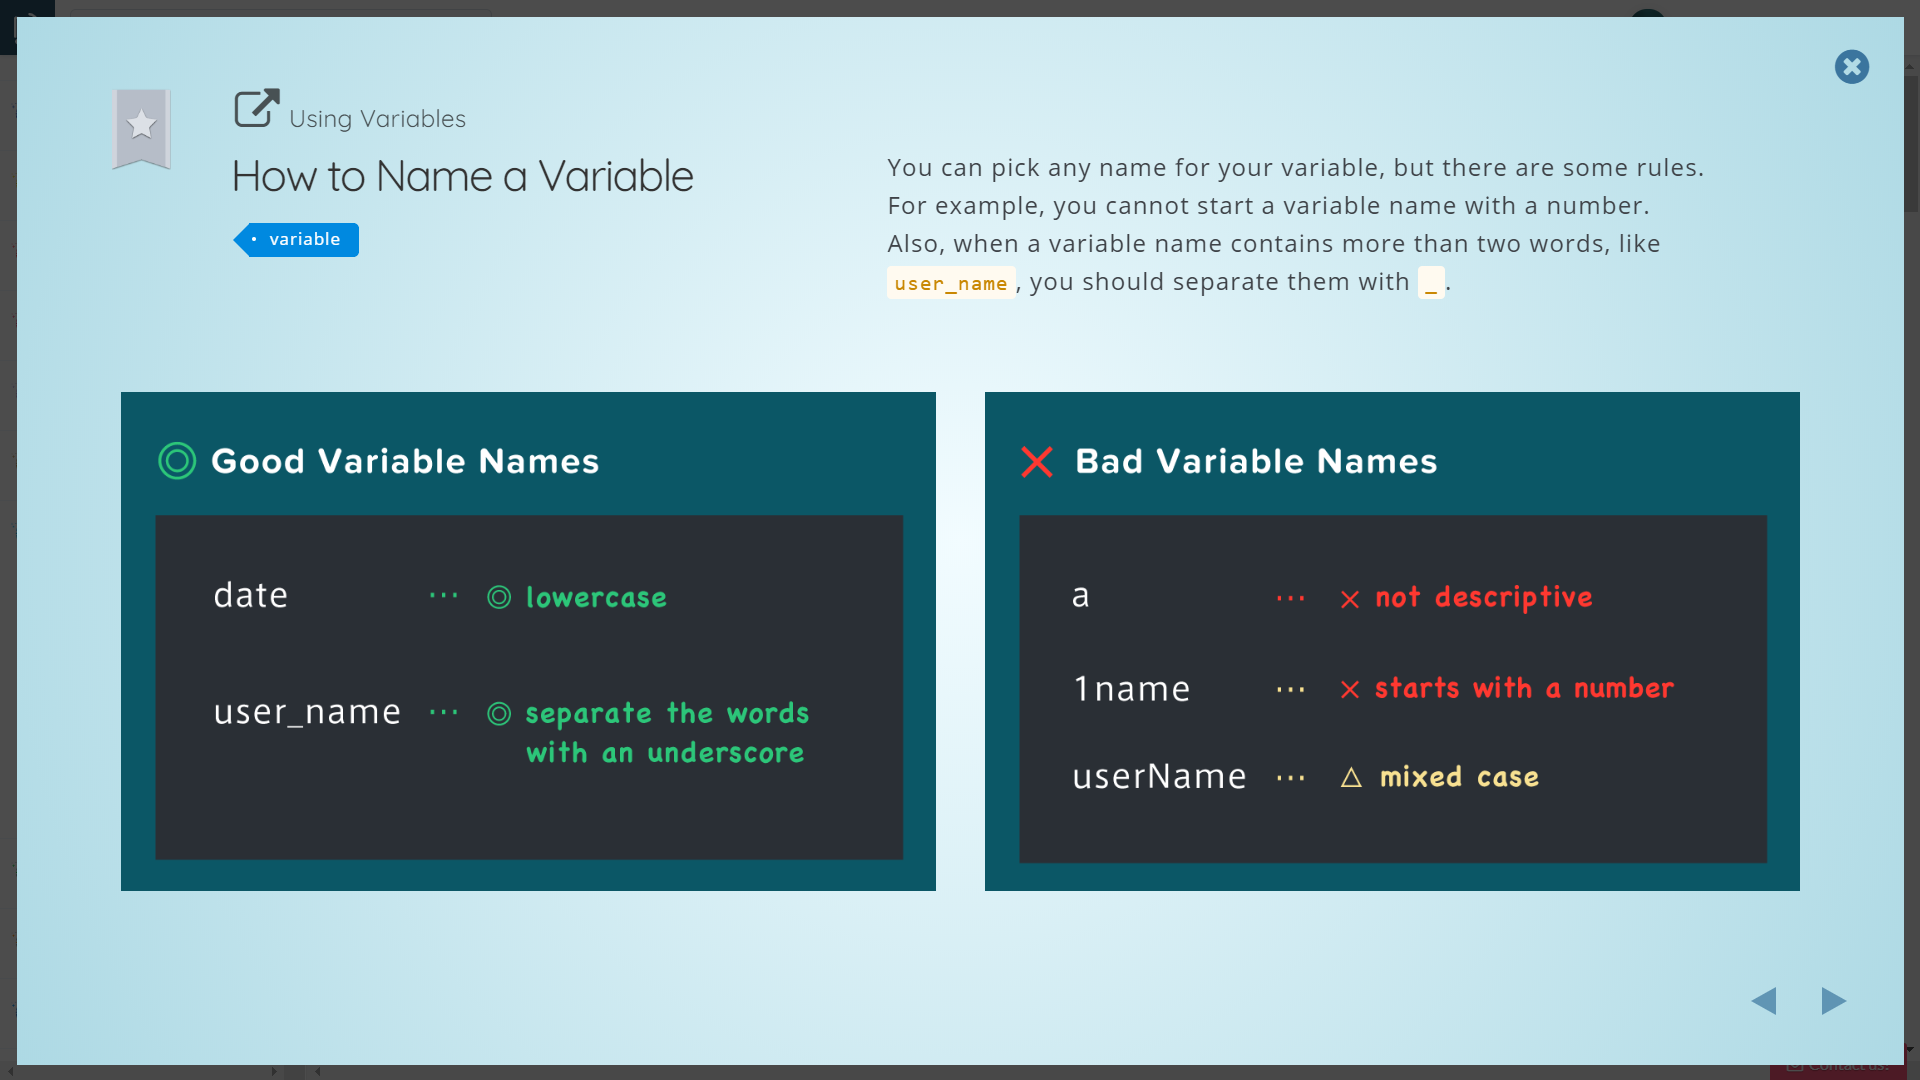 Using Variables
How to Name a Variable
variable
You can pick any name for your variable, but there are some rules.
For example, you cannot start a variable name with a number.
Also, when a variable name contains more than two words, like
user_name, you should separate them with _.
Good Variable Names
date ... ◎ lowercase
user_name ... ◎ separate the words
with an underscore
Bad Variable Names
a ... × not descriptive
1name ... × starts with a number
userName ... △ mixed case
Contact us!